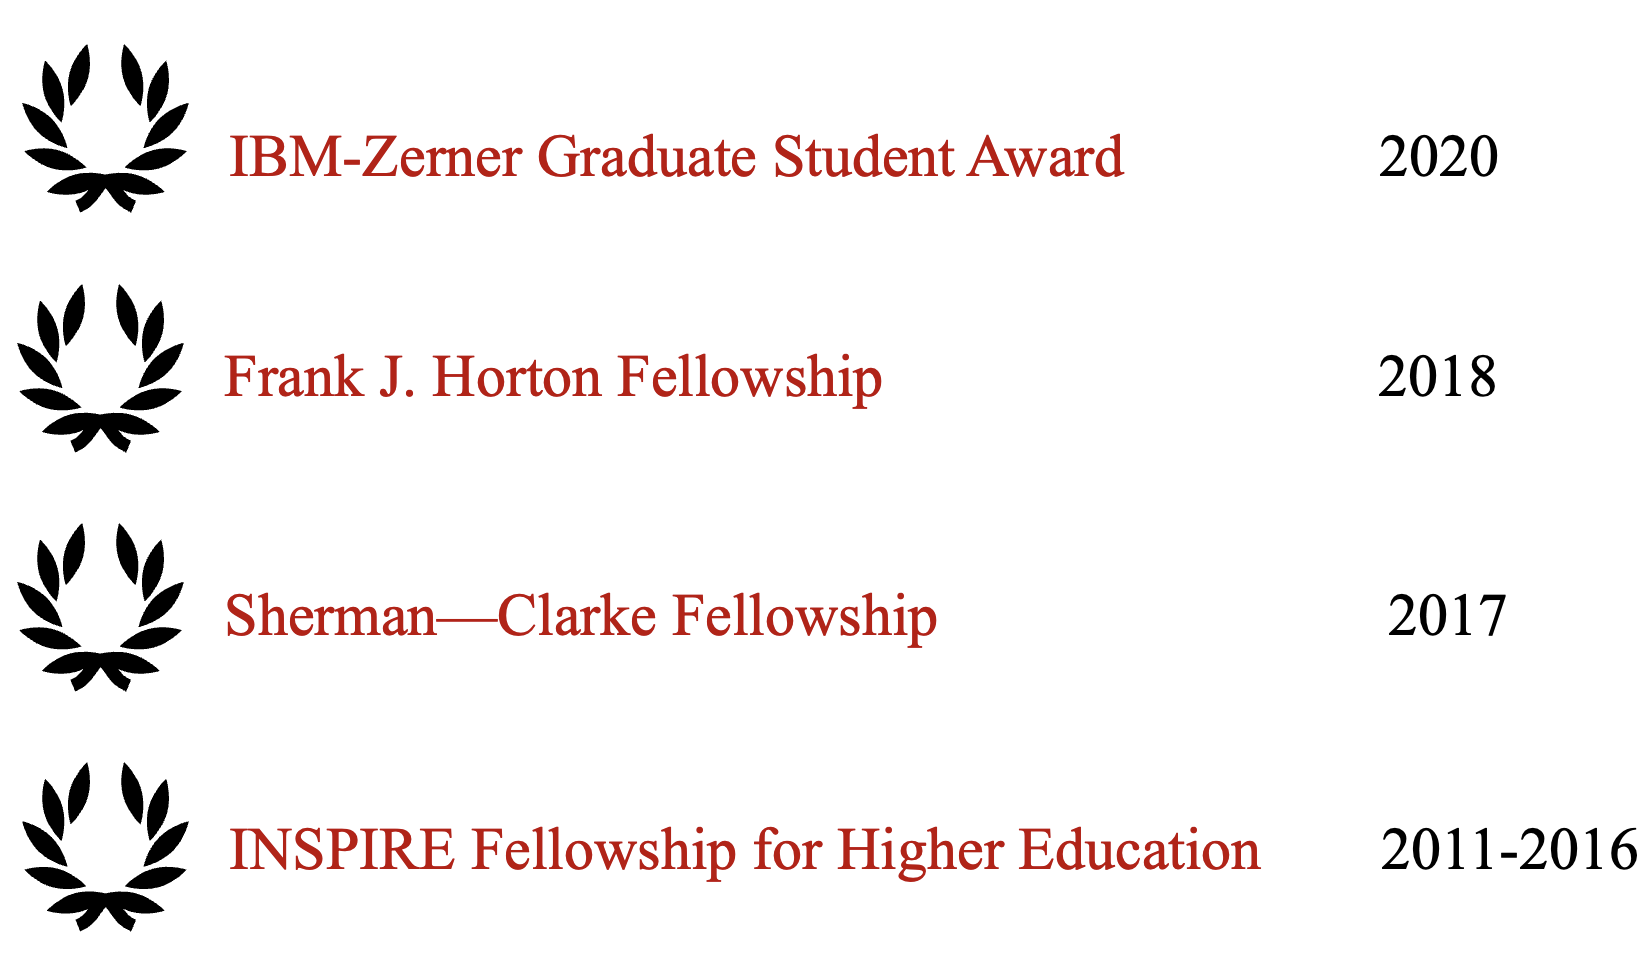 IBM-Zerner Graduate Student Award 2020
Frank J. Horton Fellowship 2018
Sherman—Clarke Fellowship 2017
INSPIRE Fellowship for Higher Education 2011-2016